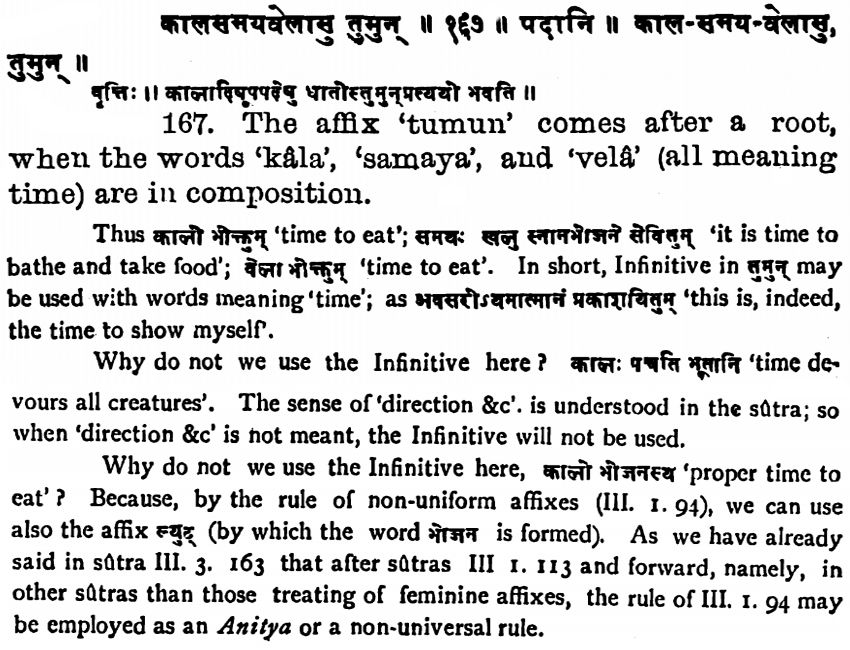 कालसमयवेलासु तुमुन् ॥ १६७ ॥ पदानि ॥ काल-समय-वेलासु,
तुमुन् ॥
वृत्तिः ॥ कालादिषूपपदेषु धातोस्तुमुन्प्रत्ययो भवति ॥
167. The affix 'tumun' comes after a root,
when the words 'kâla', 'samaya', and 'velâ' (all meaning
time) are in composition.
Thus कालो भोक्तुम् 'time to eat'; समयः खलु स्नानभोजने सेवितुम् 'it is time to
bathe and take food'; वेला भोक्तुम् 'time to eat'. In short, Infinitive in तुमुन् may
be used with words meaning 'time'; as अवसरोऽयमात्मानं प्रकाशयितुम् 'this is, indeed,
the time to show myself'.
Why do not we use the Infinitive here? कालः पचति भूतानि 'time de-
vours all creatures'. The sense of 'direction &c'. is understood in the sûtra; so
when 'direction &c' is not meant, the Infinitive will not be used.
Why do not we use the Infinitive here, कालो भोजनस्य 'proper time to
eat'? Because, by the rule of non-uniform affixes (III. 1. 94), we can use
also the affix ल्युट् (by which the word भोजन is formed). As we have already
said in sûtra III. 3. 163 that after sûtras III 1. 113 and forward, namely, in
other sûtras than those treating of feminine affixes, the rule of III. 1. 94 may
be employed as an Anitya or a non-universal rule.